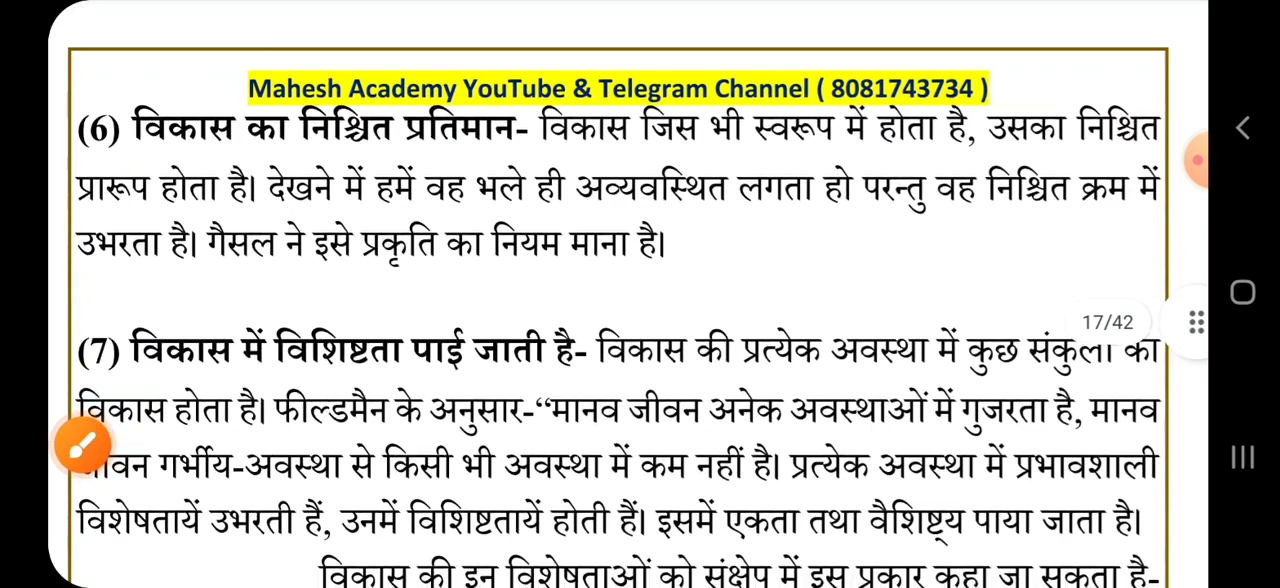 Mahesh Academy YouTube & Telegram Channel ( 8081743734 )
(6) विकास का निश्चित प्रतिमान- विकास जिस भी स्वरूप में होता है, उसका निश्चित
प्रारूप होता है। देखने में हमें वह भले ही अव्यवस्थित लगता हो परन्तु वह निश्चित क्रम में
उभरता है। गैसल ने इसे प्रकृति का नियम माना है।
17/42
(7) विकास में विशिष्टता पाई जाती है- विकास की प्रत्येक अवस्था में कुछ संकुलों का
विकास होता है। फील्डमैन के अनुसार-“मानव जीवन अनेक अवस्थाओं में गुजरता है, मानव
गर्भीय-अवस्था से किसी भी अवस्था में कम नहीं है। प्रत्येक अवस्था में प्रभावशाली
विशेषतायें उभरती हैं, उनमें विशिष्टतायें होती हैं। इसमें एकता तथा वैशिष्ट्य पाया जाता है।
विकास की इन विशेषताओं को संक्षेप में इस प्रकार कहा जा सकता है-